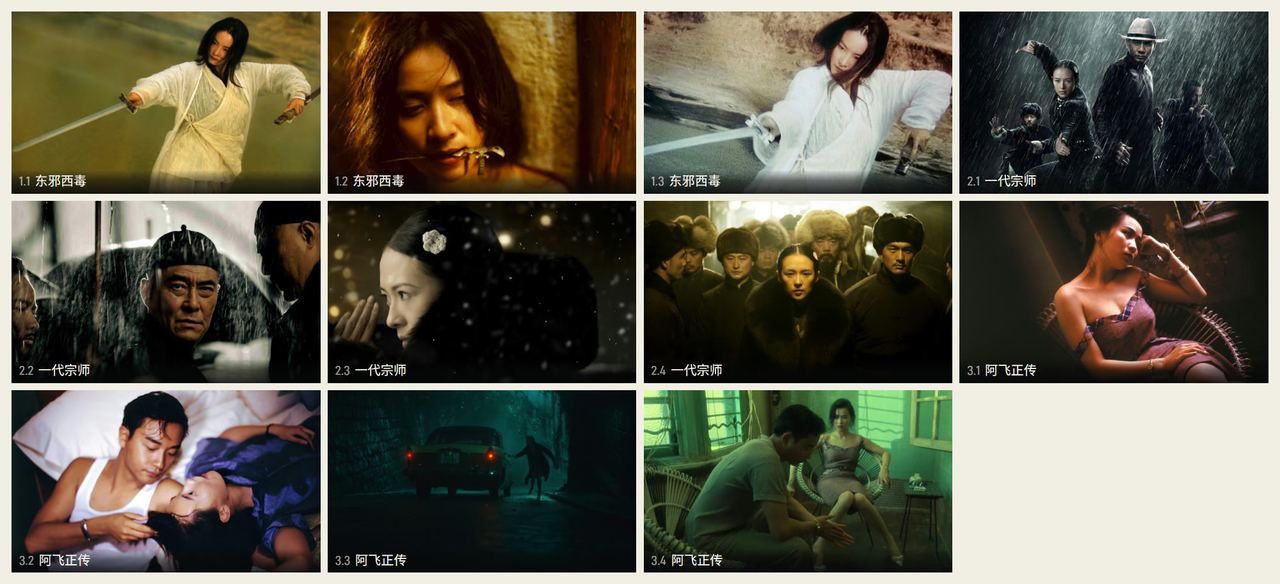 1.1 东邪西毒
1.2 东邪西毒
1.3 东邪西毒
2.1 一代宗师
2.2 一代宗师
2.3 一代宗师
2.4 一代宗师
3.1 阿飞正传
3.2 阿飞正传
3.3 阿飞正传
3.4 阿飞正传